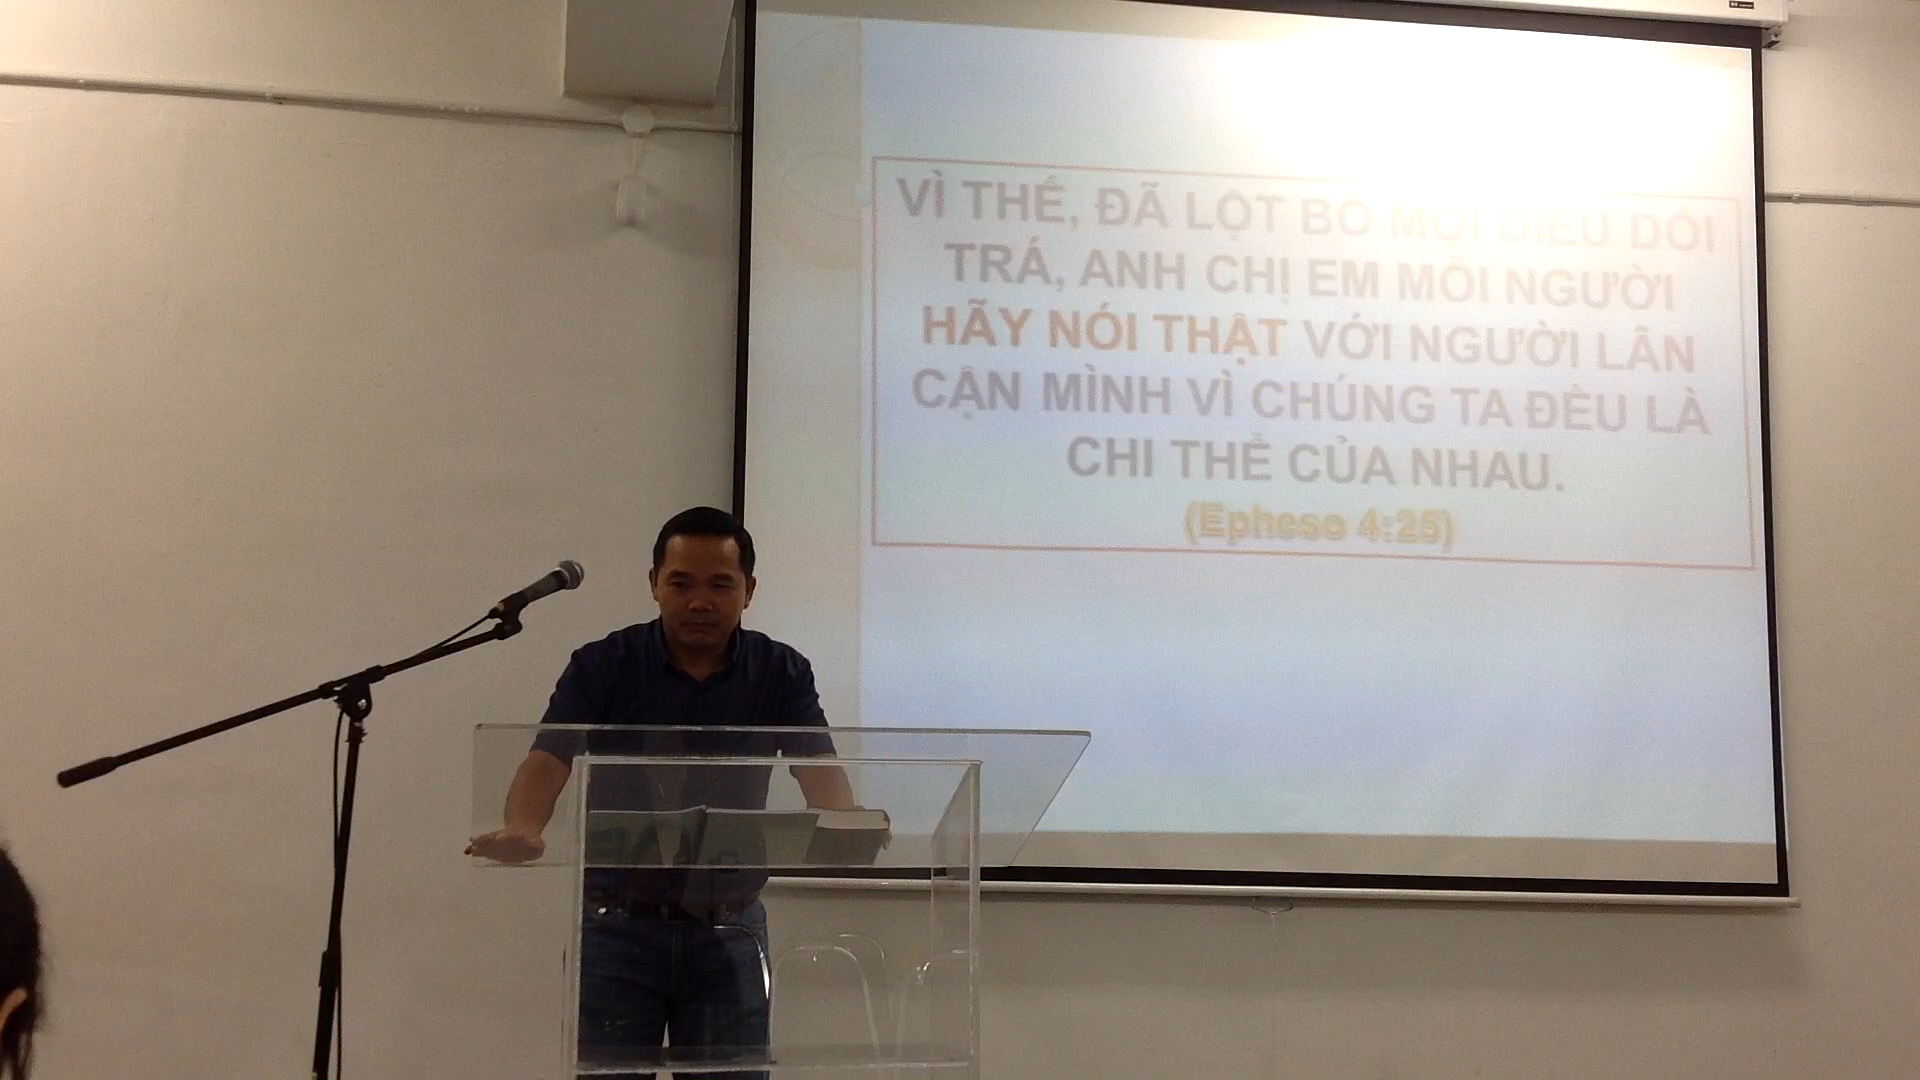 VÌ THẾ, ĐÃ LỘT BỎ MỌI ĐIỀU DỐI
TRÁ, ANH CHỊ EM MỖI NGƯỜI
HÃY NÓI THẬT VỚI NGƯỜI LÂN
CẬN MÌNH VÌ CHÚNG TA ĐỀU LÀ
CHI THỂ CỦA NHAU.
(Epheso 4:25)